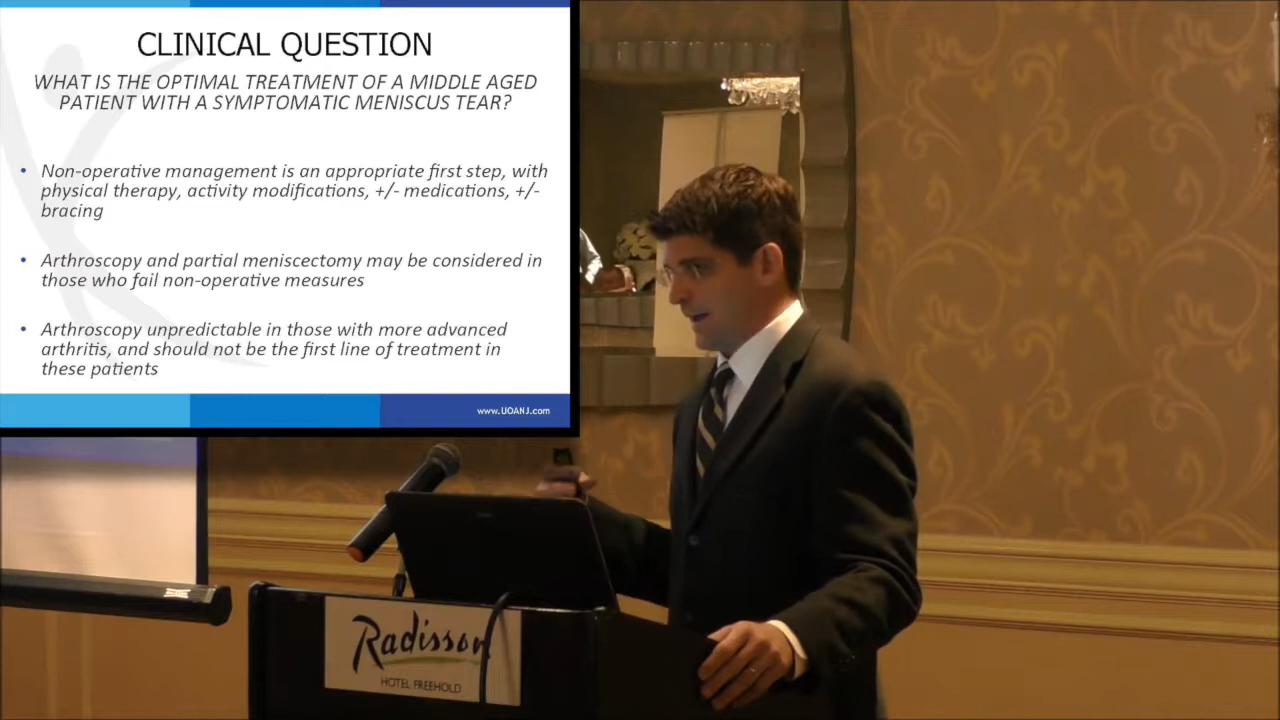 CLINICAL QUESTION
WHAT IS THE OPTIMAL TREATMENT OF A MIDDLE AGED
PATIENT WITH A SYMPTOMATIC MENISCUS TEAR?
• Non-operative management is an appropriate first step, with
physical therapy, activity modifications, +/- medications, +/-
bracing
• Arthroscopy and partial meniscectomy may be considered in
those who fail non-operative measures
• Arthroscopy unpredictable in those with more advanced
arthritis, and should not be the first line of treatment in
these patients
www.UOANJ.com
Radisson
HOTEL FREEHOLD